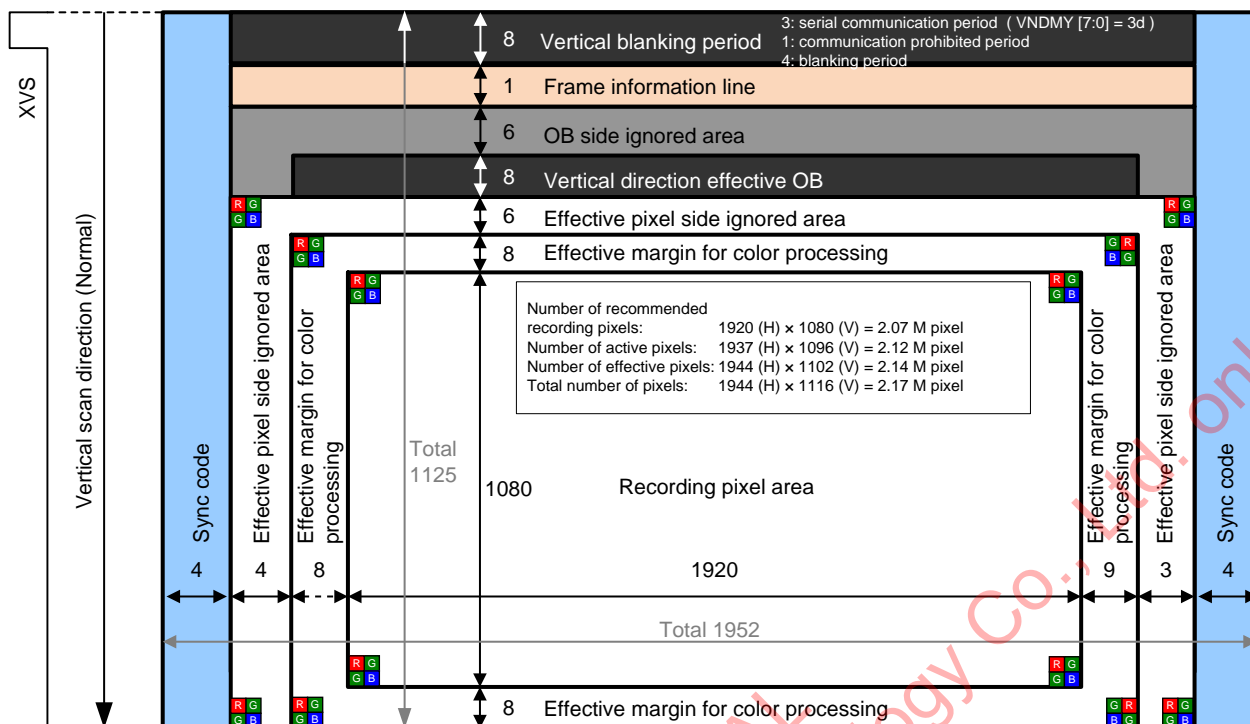 XVS
Vertical scan direction (Normal)
8 Vertical blanking period
3: serial communication period ( VNDMY [7:0] = 3d )
1: communication prohibited period
4: blanking period
1 Frame information line
6 OB side ignored area
8 Vertical direction effective OB
R G R G
G B G B
6 Effective pixel side ignored area
R G G R
G B B G
8 Effective margin for color processing
R G R G
G B G B
Number of recommended
recording pixels: 1920 (H) × 1080 (V) = 2.07 M pixel
Number of active pixels: 1937 (H) × 1096 (V) = 2.12 M pixel
Number of effective pixels: 1944 (H) × 1102 (V) = 2.14 M pixel
Total number of pixels: 1944 (H) × 1116 (V) = 2.17 M pixel
Sync code
Effective pixel side ignored area
Effective margin for color
processing
Total
1125
1080 Recording pixel area
Effective margin for color
processing
Effective pixel side ignored area
Sync code
4 4 8 1920 9 3 4
Total 1952
R G R G
G B G B
R G R G G R R G
G B G B B G G B
8 Effective margin for color processing
ogy Co., Ltd. only